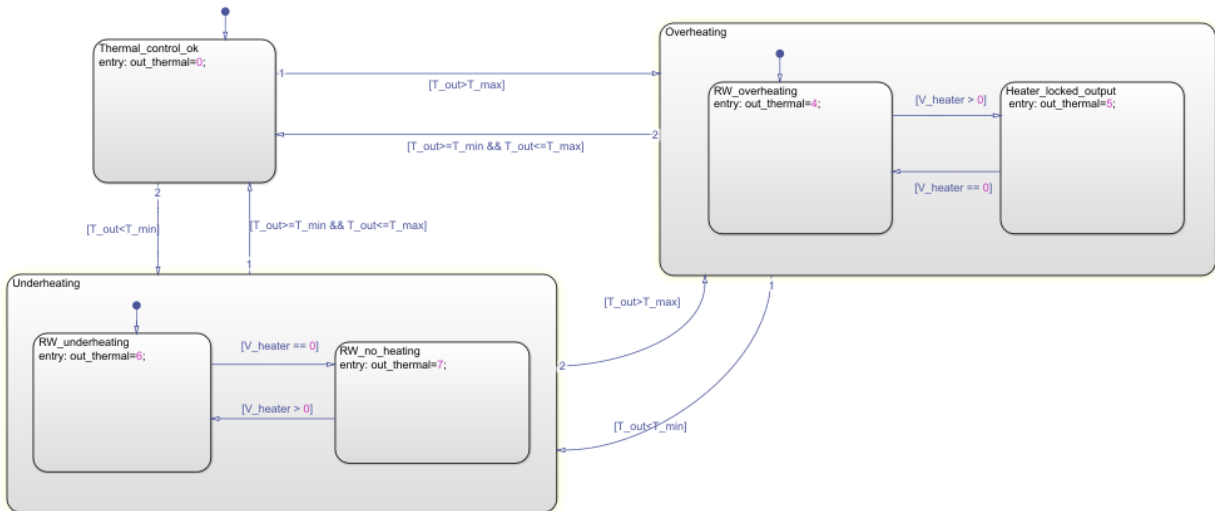 Thermal_control_ok
entry: out_thermal=0;
1
[T_out>T_max]
2
[T_out>=T_min && T_out<=T_max]
2
[T_out<T_min]
[T_out>=T_min && T_out<=T_max]
1
Overheating
RW_overheating
entry: out_thermal=4;
[V_heater > 0]
[V_heater == 0]
Heater_locked_output
entry: out_thermal=5;
1
Underheating
RW_underheating
entry: out_thermal=6;
[V_heater == 0]
[V_heater > 0]
RW_no_heating
entry: out_thermal=7;
2
[T_out>T_max]
[T_out<T_min]